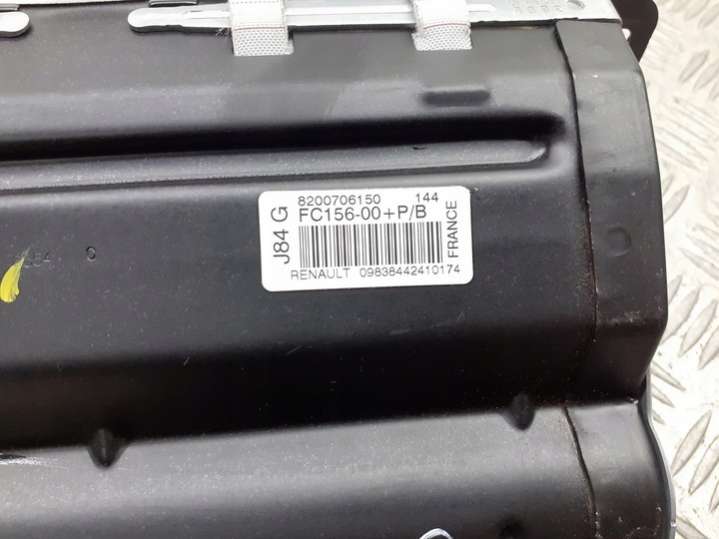 8200706150 144
J84 G
FC156-00+P/B
FRANCE
RENAULT 09838442410174